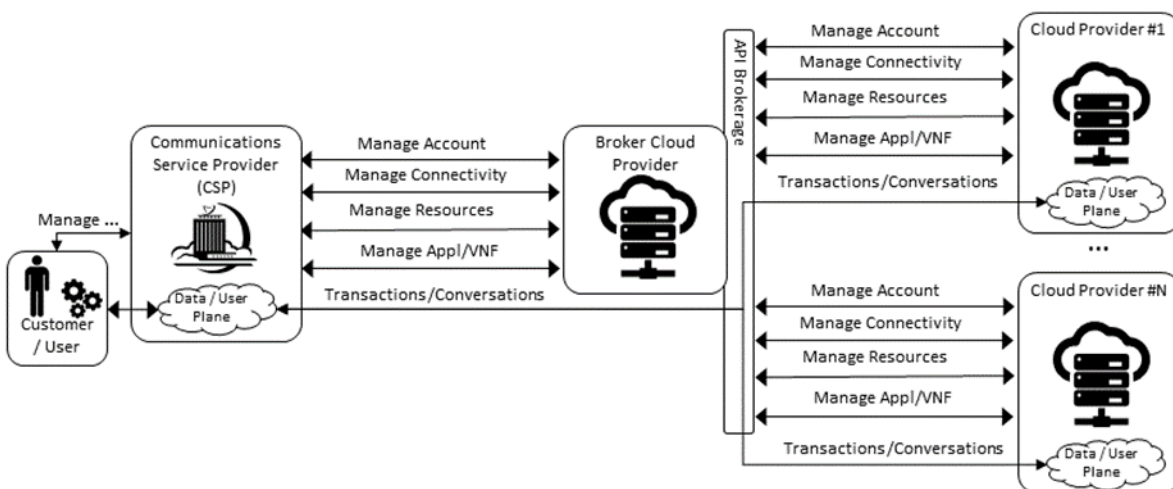 Manage ...
Customer
/ User
Communications
Service Provider
(CSP)
Data / User
Plane
Manage Account
Manage Connectivity
Manage Resources
Manage Appl/VNF
Transactions/Conversations
Broker Cloud
Provider
API Brokerage
Manage Account
Manage Connectivity
Manage Resources
Manage Appl/VNF
Transactions/Conversations
Cloud Provider #1
Data / User
Plane
...
Manage Account
Manage Connectivity
Manage Resources
Manage Appl/VNF
Transactions/Conversations
Cloud Provider #N
Data / User
Plane